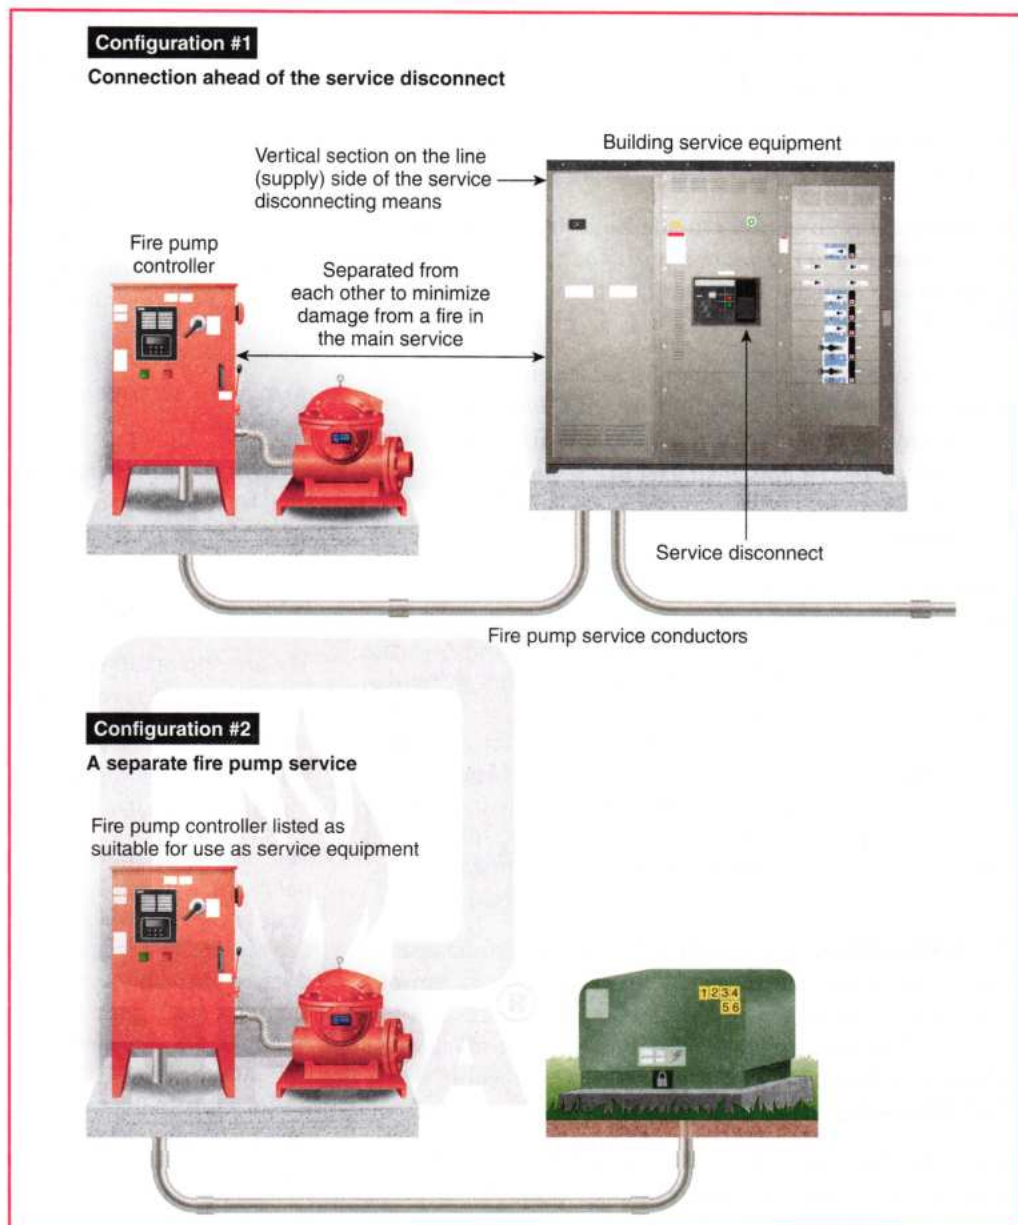 Configuration #1
Connection ahead of the service disconnect
Building service equipment
Vertical section on the line
(supply) side of the service
disconnecting means
Fire pump
controller
Separated from
each other to minimize
damage from a fire in
the main service
Service disconnect
Fire pump service conductors
Configuration #2
A separate fire pump service
Fire pump controller listed as
suitable for use as service equipment
1 2 3 4
5 6
®